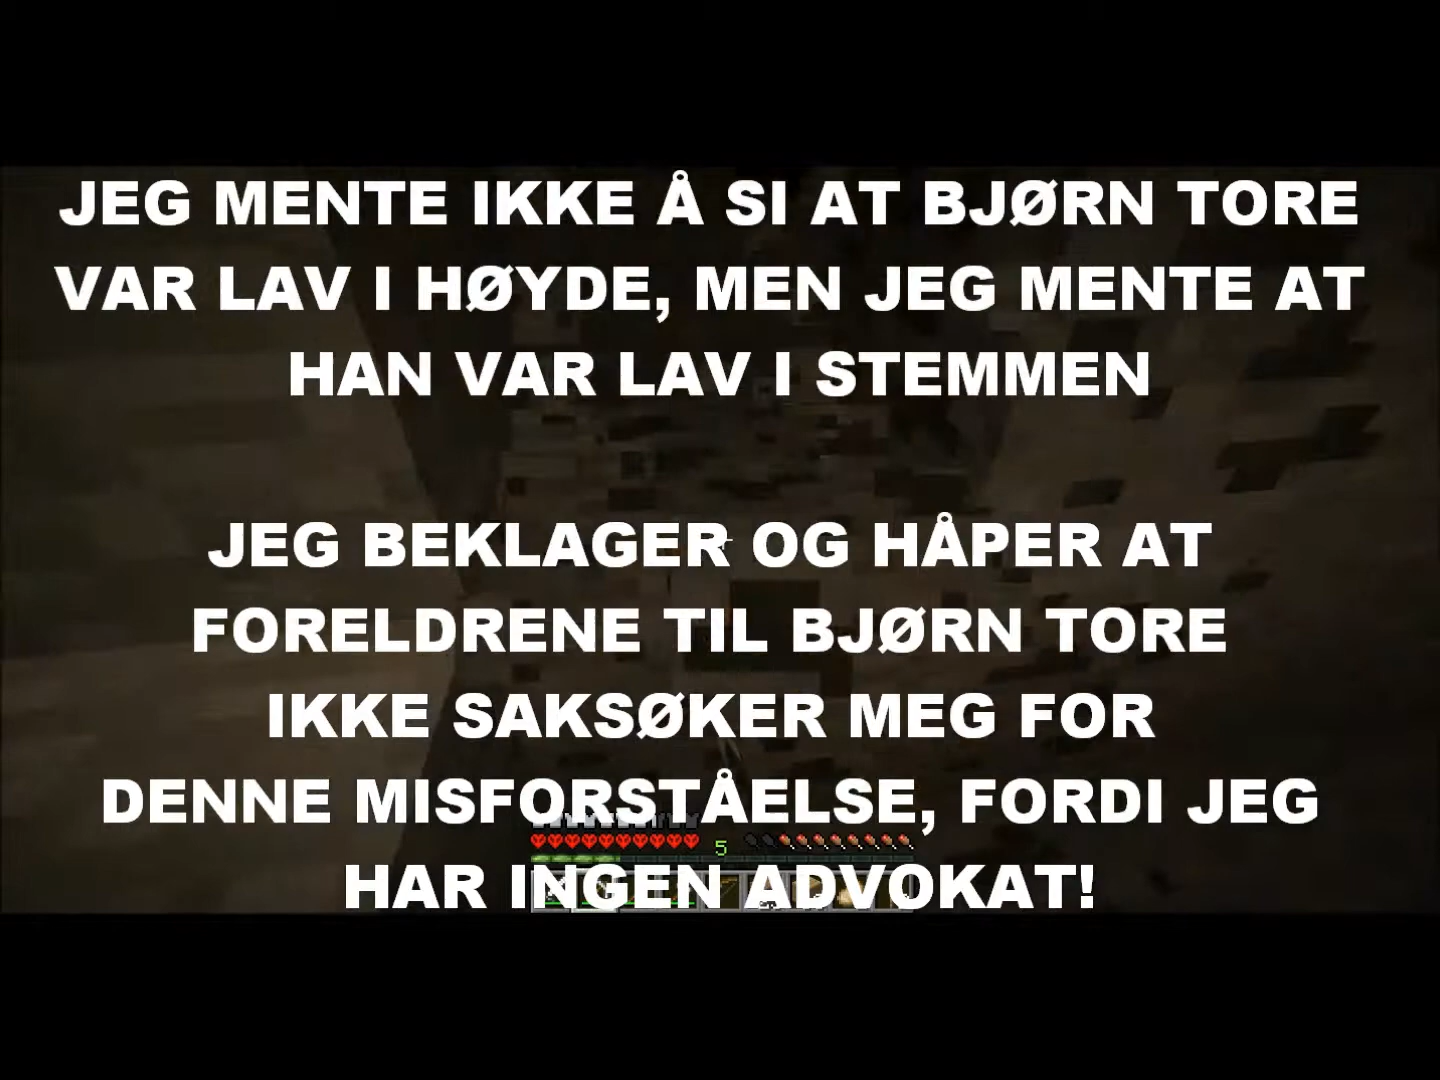 JEG MENTE IKKE Å SI AT BJØRN TORE
VAR LAV I HØYDE, MEN JEG MENTE AT
HAN VAR LAV I STEMMEN
JEG BEKLAGER OG HÅPER AT
FORELDRENE TIL BJØRN TORE
IKKE SAKSØKER MEG FOR
DENNE MISFORSTÅELSE, FORDI JEG
5
HAR INGEN ADVOKAT!